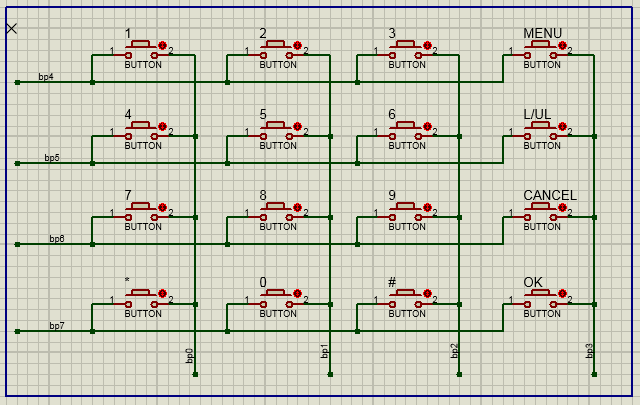 1 2 3 MENU
1 2 1 2 1 2 1 2
BUTTON BUTTON BUTTON BUTTON
bp4
4 5 6 L/UL
1 2 1 2 1 2 1 2
BUTTON BUTTON BUTTON BUTTON
bp5
7 8 9 CANCEL
1 2 1 2 1 2 1 2
BUTTON BUTTON BUTTON BUTTON
bp6
* 0 # OK
1 2 1 2 1 2 1 2
BUTTON BUTTON BUTTON BUTTON
bp7
bp0 bp1 bp2 bp3